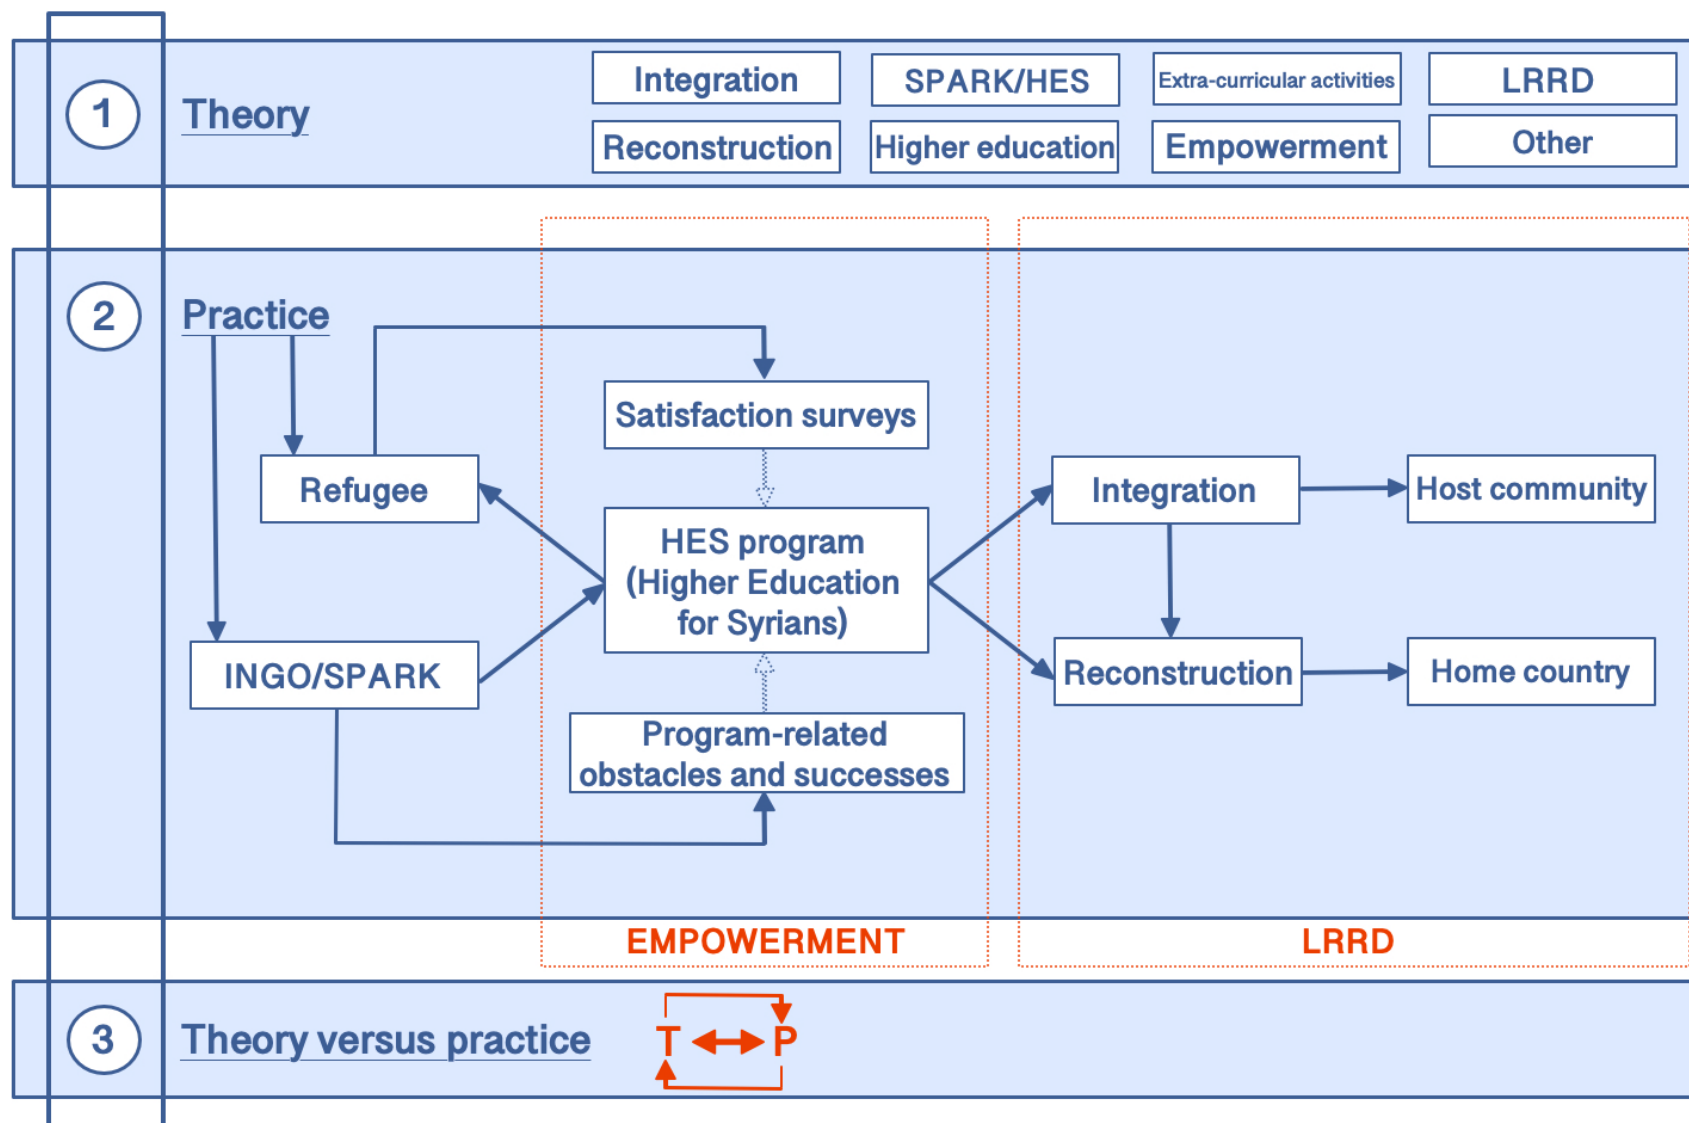 1
Theory
Integration
SPARK/HES
Extra-curricular activities
LRRD
Reconstruction
Higher education
Empowerment
Other
2
Practice
Satisfaction surveys
Refugee
HES program
(Higher Education
for Syrians)
Integration
Host community
INGO/SPARK
Reconstruction
Home country
Program-related
obstacles and successes
EMPOWERMENT
LRRD
3
Theory versus practice
T
P